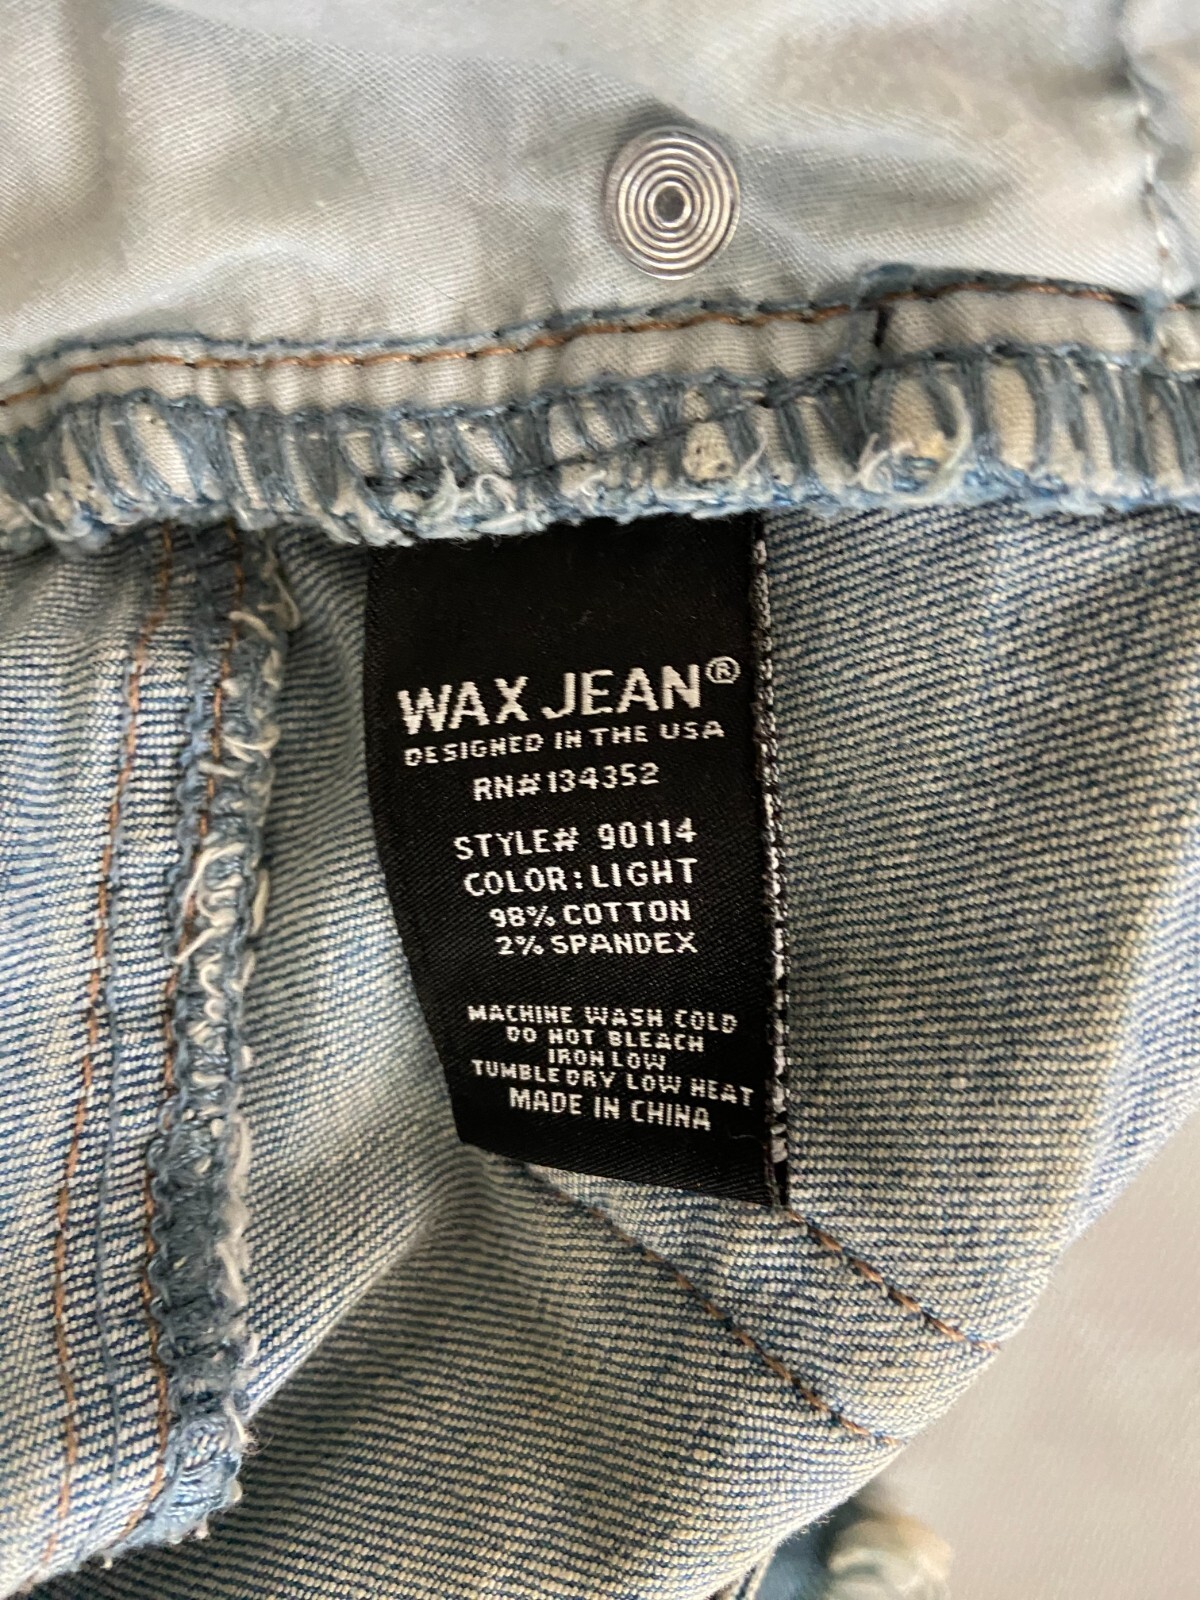 WAX JEAN®
DESIGNED IN THE USA
RN#134352
STYLE# 90114
COLOR:LIGHT
98% COTTON
2% SPANDEX
MACHINE WASH COLD
DO NOT BLEACH
IRON LOW
TUMBLE DRY LOW HEAT
MADE IN CHINA